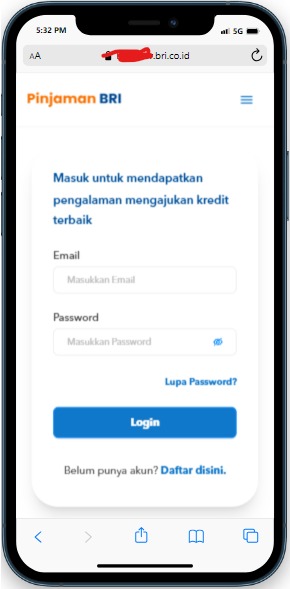 5:32 PM
5G
AA
.bri.co.id
Pinjaman BRI
Masuk untuk mendapatkan
pengalaman mengajukan kredit
terbaik
Email
Masukkan Email
Password
Masukkan Password
Lupa Password?
Login
Belum punya akun? Daftar disini.